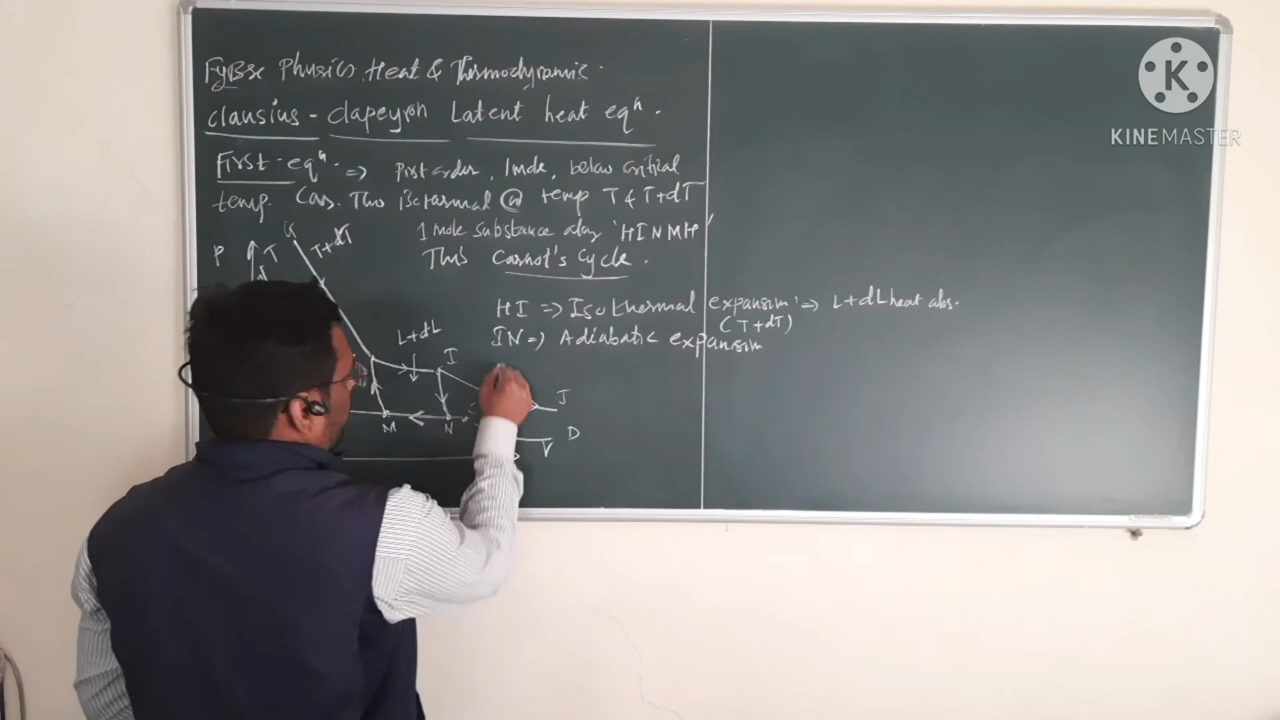 FyBsc Physics Heat & Thermodynamic.
Clausius - Clapeyron Latent heat eqn.
First eqn. => First order, 1mole, below critical
temp. Cons. Two Isothermal @ temp T & T+dT
1 mole substance along 'HINMH'
This Carnot's Cycle.
P
T
K
T+dT
HI => Isothermal expansion => L+dL heat abs.
(T+dT)
IN => Adiabatic expansion
L+dL
I
J
M
N
D
V
K
KINEMASTER